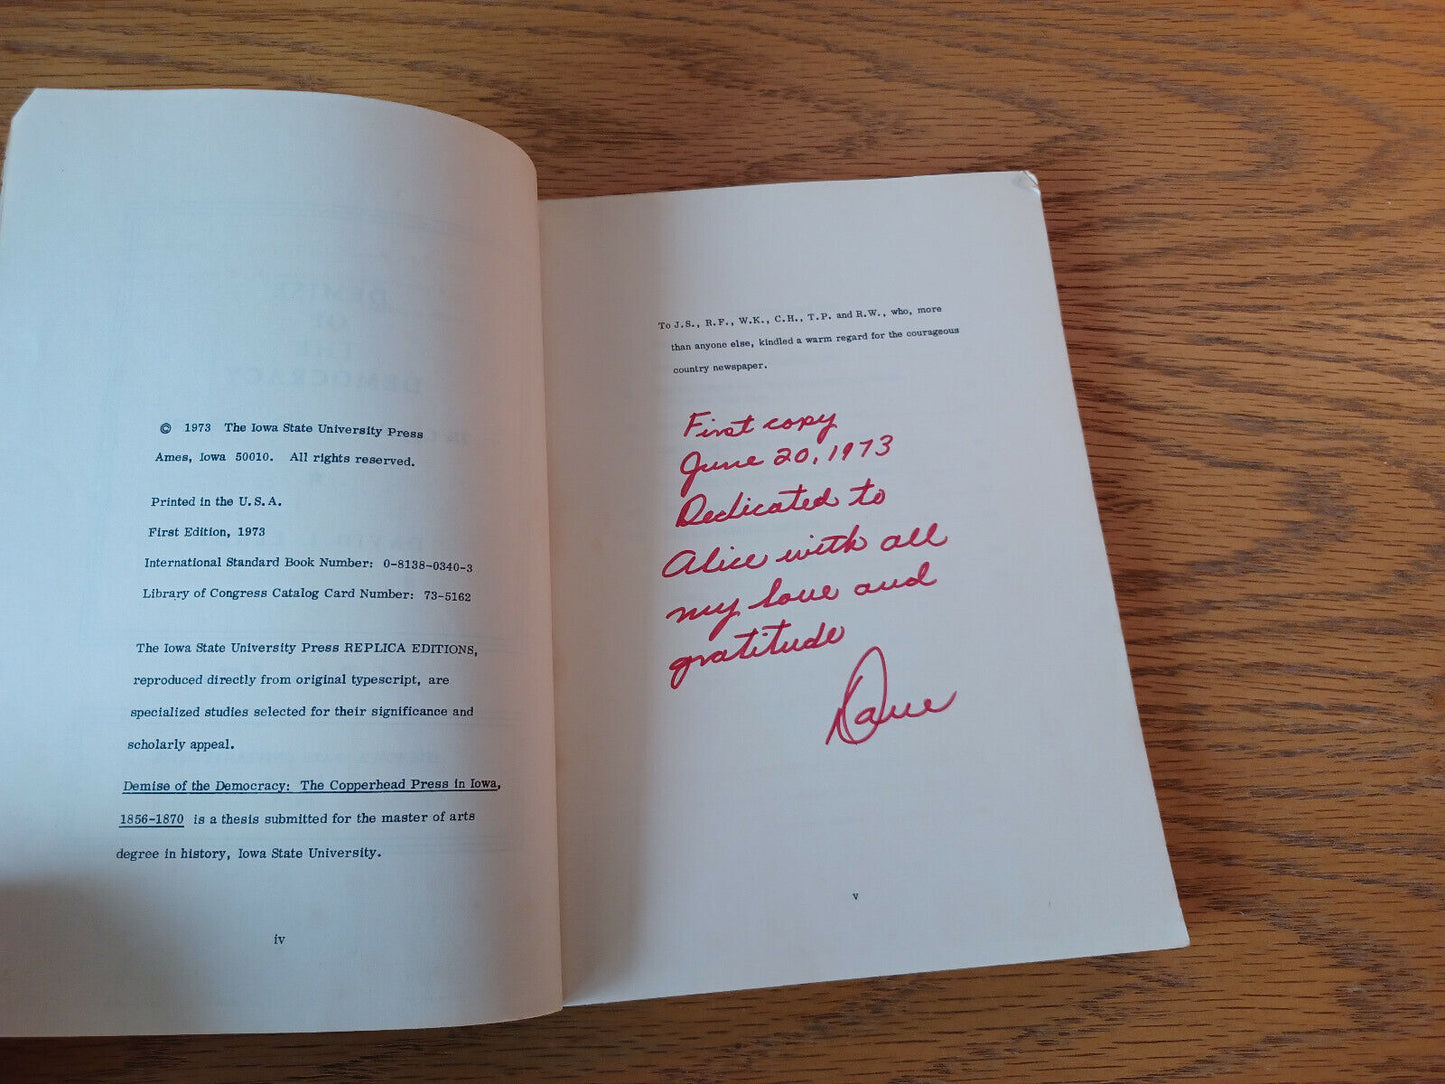 © 1973 The Iowa State University Press
Ames, Iowa 50010. All rights reserved.
Printed in the U.S.A.
First Edition, 1973
International Standard Book Number: 0-8138-0340-3
Library of Congress Catalog Card Number: 73-5162
The Iowa State University Press REPLICA EDITIONS,
reproduced directly from original typescript, are
specialized studies selected for their significance and
scholarly appeal.
Demise of the Democracy: The Copperhead Press in Iowa,
1856-1870 is a thesis submitted for the master of arts
degree in history, Iowa State University.
iv
To J.S., R.F., W.K., C.H., T.P. and R.W., who, more
than anyone else, kindled a warm regard for the courageous
country newspaper.
First copy
June 20, 1973
Dedicated to
Alice with all
my love and
gratitude
Dave
v